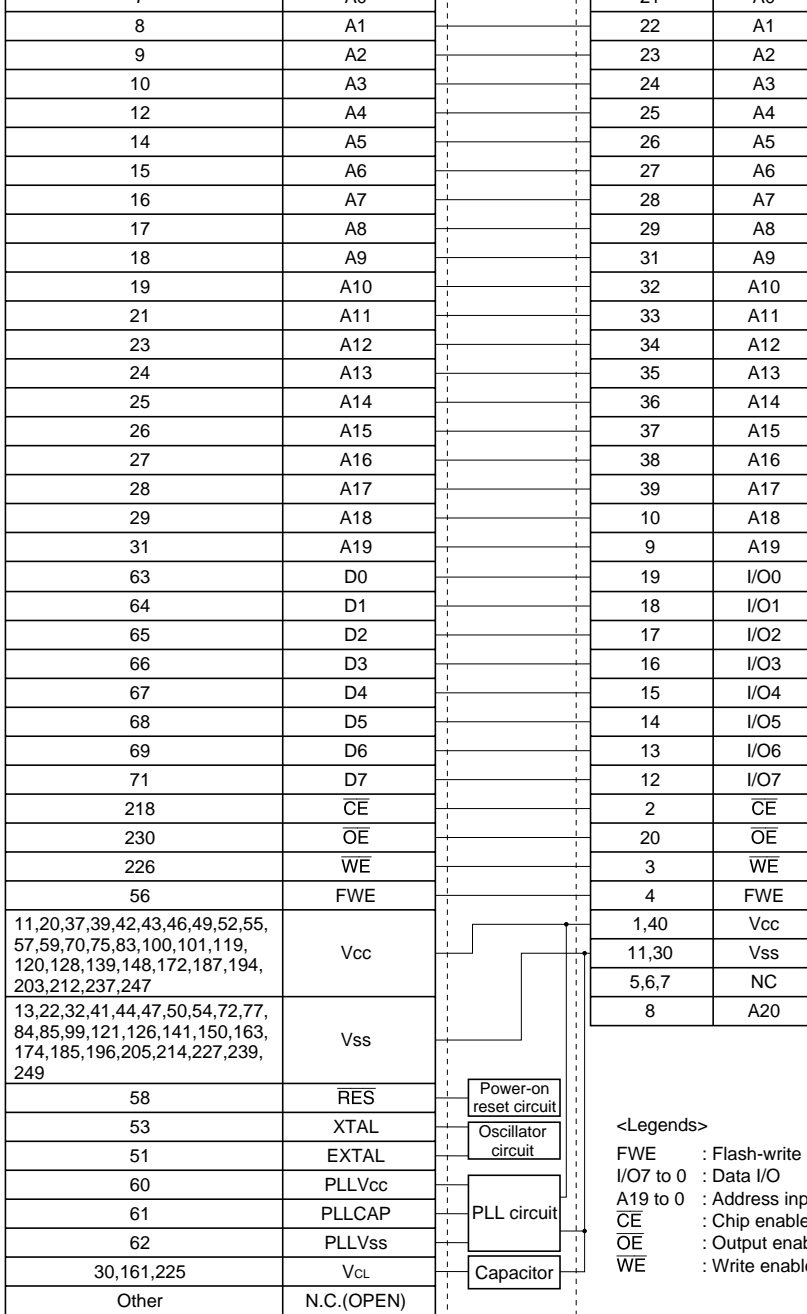 8 A1 22 A1
9 A2 23 A2
10 A3 24 A3
12 A4 25 A4
14 A5 26 A5
15 A6 27 A6
16 A7 28 A7
17 A8 29 A8
18 A9 31 A9
19 A10 32 A10
21 A11 33 A11
23 A12 34 A12
24 A13 35 A13
25 A14 36 A14
26 A15 37 A15
27 A16 38 A16
28 A17 39 A17
29 A18 10 A18
31 A19 9 A19
63 D0 19 I/O0
64 D1 18 I/O1
65 D2 17 I/O2
66 D3 16 I/O3
67 D4 15 I/O4
68 D5 14 I/O5
69 D6 13 I/O6
71 D7 12 I/O7
218 C̅E̅ 2 C̅E̅
230 O̅E̅ 20 O̅E̅
226 W̅E̅ 3 W̅E̅
56 FWE 4 FWE
11,20,37,39,42,43,46,49,52,55,
57,59,70,75,83,100,101,119,
120,128,139,148,172,187,194,
203,212,237,247
Vcc
1,40 Vcc
11,30 Vss
5,6,7 NC
8 A20
13,22,32,41,44,47,50,54,72,77,
84,85,99,121,126,141,150,163,
174,185,196,205,214,227,239,
249
Vss
58 R̅E̅S̅
Power-on
reset circuit
53 XTAL
51 EXTAL
Oscillator
circuit
60 PLLVcc
61 PLLCAP
62 PLLVss
PLL circuit
30,161,225 VCL
Capacitor
Other N.C.(OPEN)
<Legends>
FWE : Flash-write
I/O7 to 0 : Data I/O
A19 to 0 : Address
C̅E̅ : Chip
O̅E̅ : Output
W̅E̅ : Write